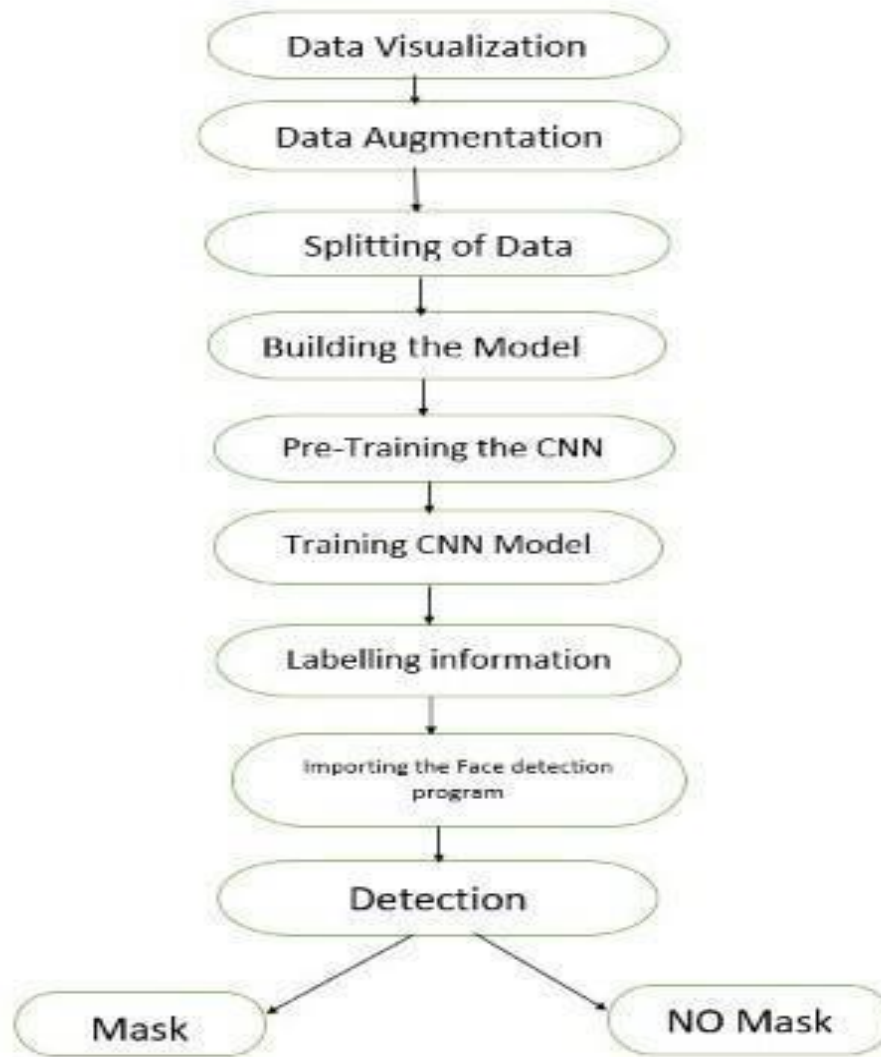 Data Visualization
Data Augmentation
Splitting of Data
Building the Model
Pre-Training the CNN
Training CNN Model
Labelling information
Importing the Face detection
program
Detection
Mask
NO Mask